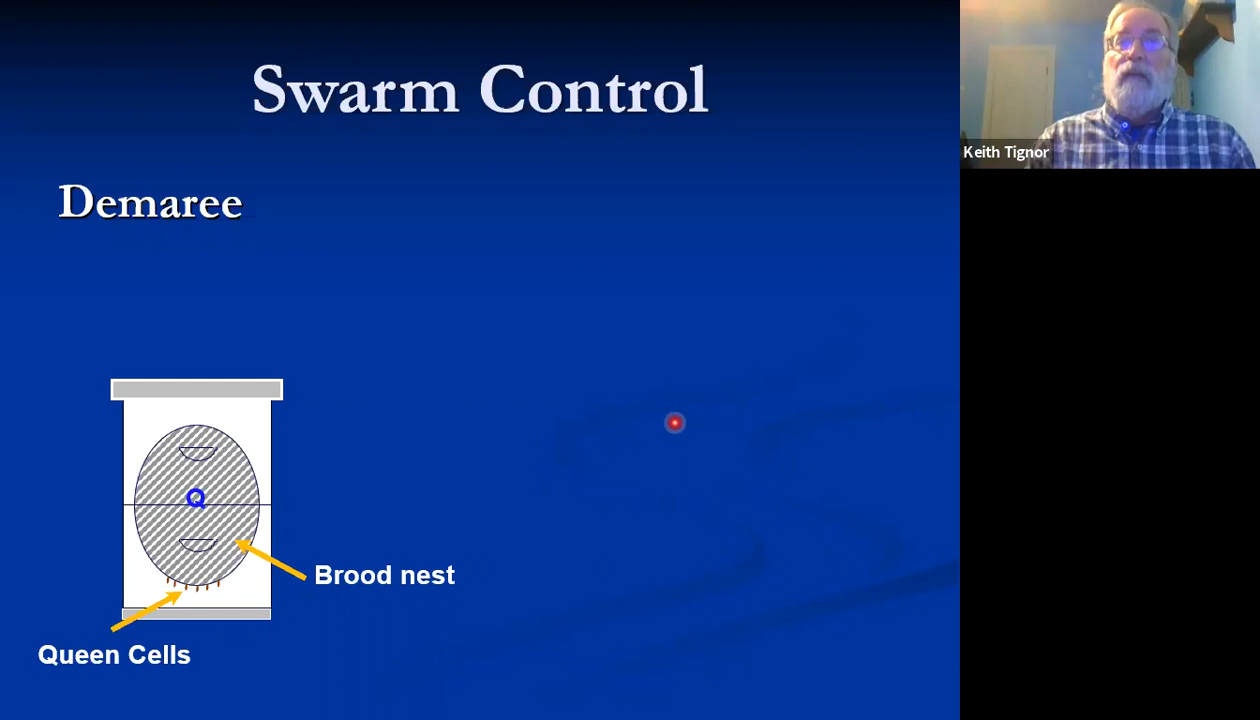 Swarm Control
Keith Tignor
Demaree
Q
Brood nest
Queen Cells